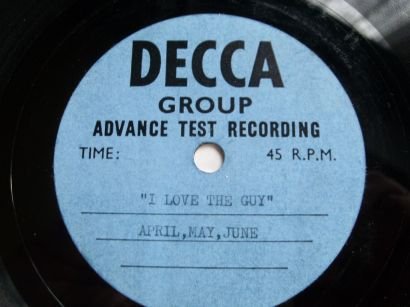 DECCA
GROUP
ADVANCE TEST RECORDING
TIME: 45 R.P.M.
"I LOVE THE GUY"
APRIL,MAY,JUNE